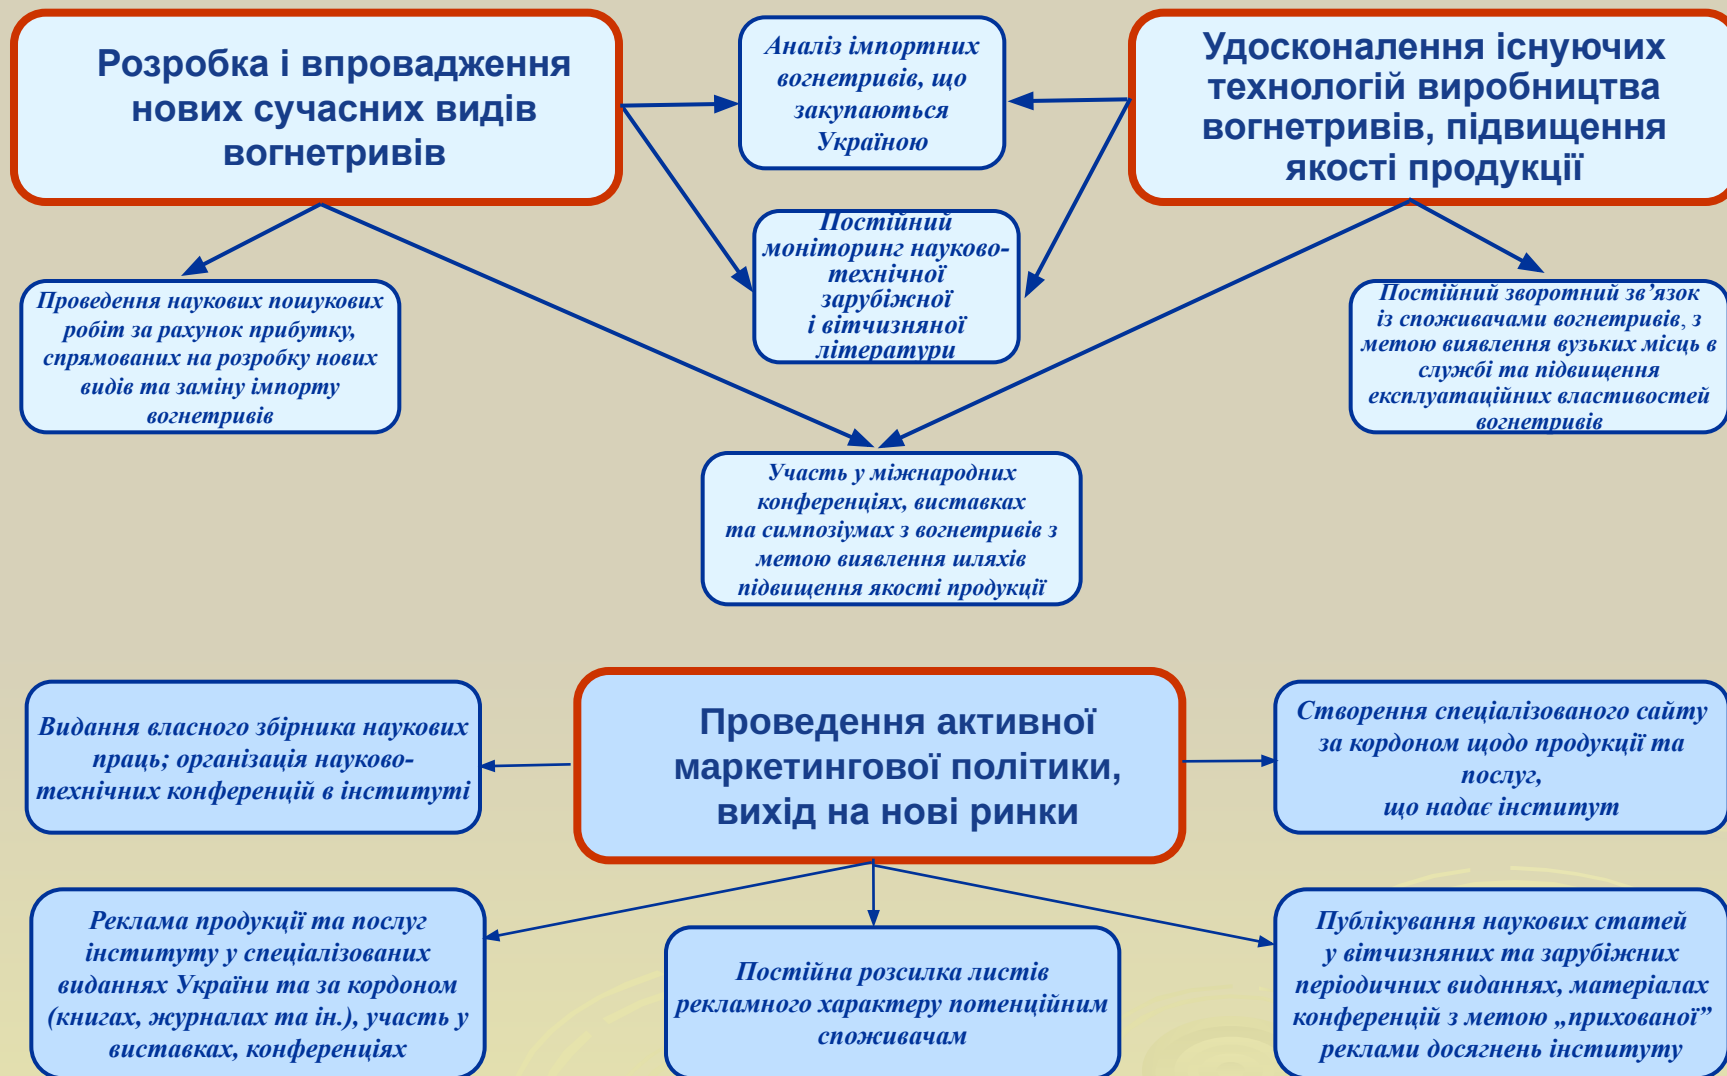 Розробка і впровадження
нових сучасних видів
вогнетривів
Аналіз імпортних
вогнетривів, що
закупаються
Україною
Удосконалення існуючих
технологій виробництва
вогнетривів, підвищення
якості продукції
Постійний
моніторинг науково-
технічної
зарубіжної
і вітчизняної
літератури
Проведення наукових пошукових
робіт за рахунок прибутку,
спрямованих на розробку нових
видів та заміну імпорту
вогнетривів
Постійний зворотний зв’язок
із споживачами вогнетривів, з
метою виявлення вузьких місць в
службі та підвищення
експлуатаційних властивостей
вогнетривів
Участь у міжнародних
конференціях, виставках
та симпозіумах з вогнетривів з
метою виявлення шляхів
підвищення якості продукції
Видання власного збірника наукових
праць; організація науково-
технічних конференцій в інституті
Проведення активної
маркетингової політики,
вихід на нові ринки
Створення спеціалізованого сайту
за кордоном щодо продукції та
послуг,
що надає інститут
Реклама продукції та послуг
інституту у спеціалізованих
виданнях України та за кордоном
(книгах, журналах та ін.), участь у
виставках, конференціях
Постійна розсилка листів
рекламного характеру потенційним
споживачам
Публікування наукових статей
у вітчизняних та зарубіжних
періодичних виданнях, матеріалах
конференцій з метою „прихованої”
реклами досягнень інституту